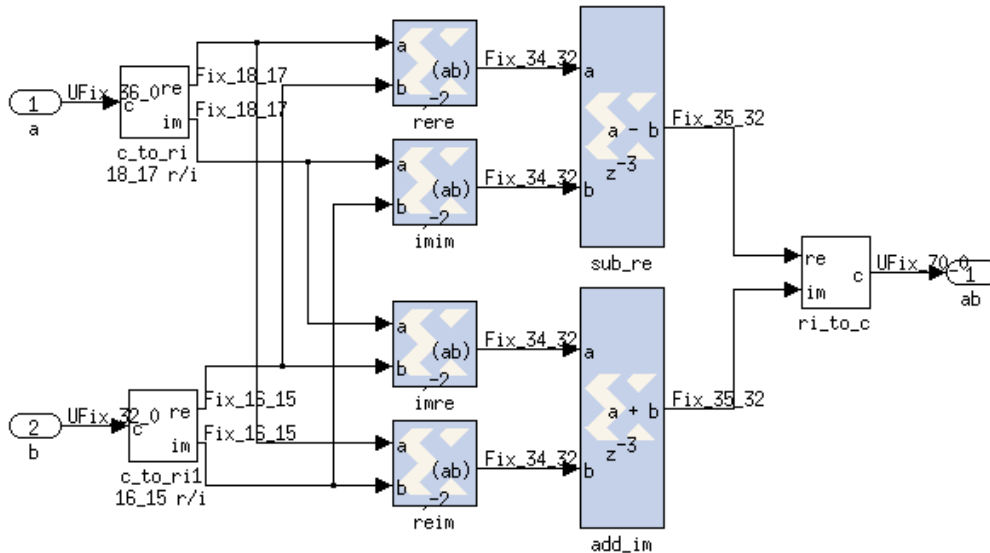 1
a
UFix_36_0
c
re
im
c_to_ri
18_17 r/i
Fix_18_17
Fix_18_17
2
b
UFix_32_0
c
re
im
c_to_ri1
16_15 r/i
Fix_16_15
Fix_16_15
a
b
(ab)
-2
rere
Fix_34_32
a
b
(ab)
-2
imim
Fix_34_32
a
b
(ab)
-2
imre
Fix_34_32
a
b
(ab)
-2
reim
Fix_34_32
a
b
a - b
z-3
sub_re
Fix_35_32
a
b
a + b
z-3
add_im
Fix_35_32
re
im
c
ri_to_c
UFix_70_0
1
ab